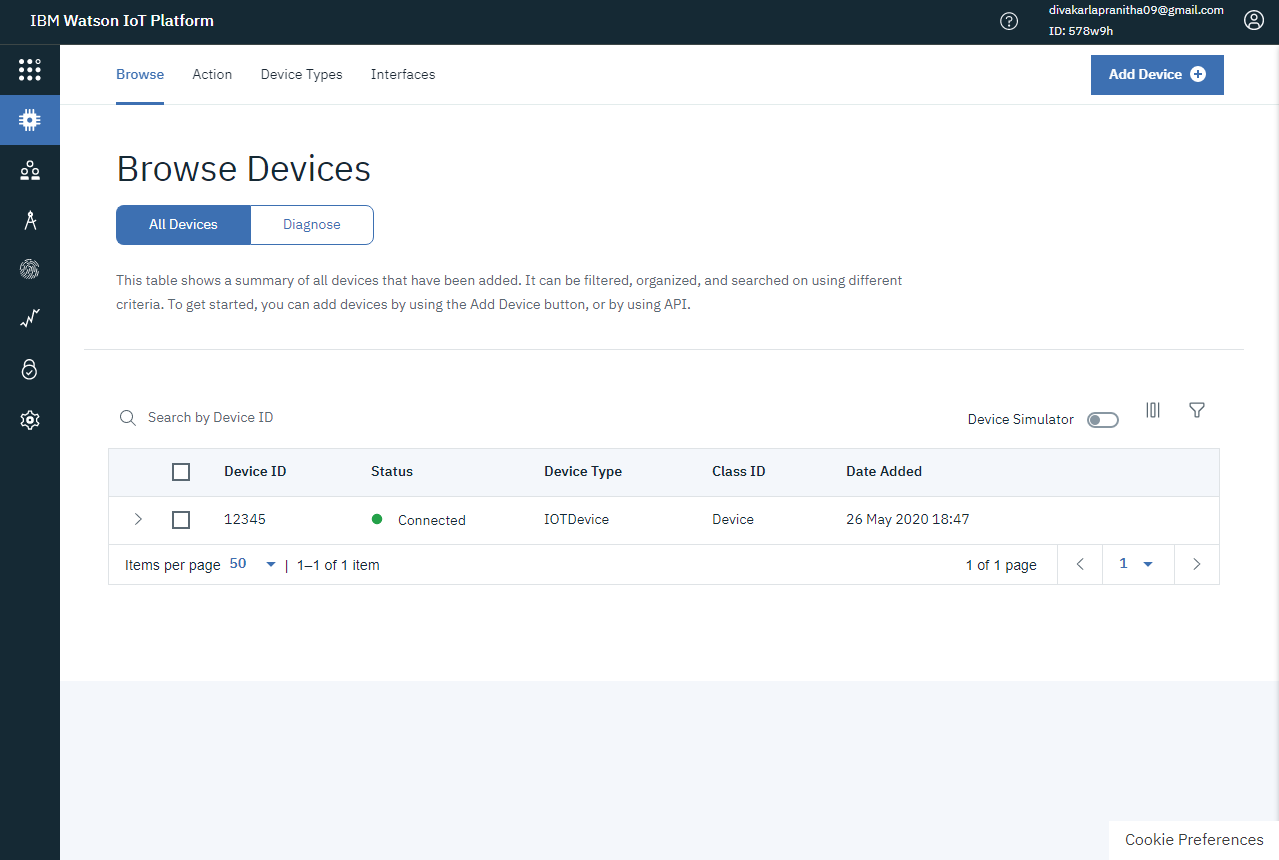 IBM Watson IoT Platform
divakarlapranitha09@gmail.com
ID: 578w9h
Browse Action Device Types Interfaces
Add Device
Browse Devices
All Devices Diagnose
This table shows a summary of all devices that have been added. It can be filtered, organized, and searched on using different
criteria. To get started, you can add devices by using the Add Device button, or by using API.
Search by Device ID
Device Simulator
Device ID Status Device Type Class ID Date Added
12345 Connected IOTDevice Device 26 May 2020 18:47
Items per page 50 | 1–1 of 1 item 1 of 1 page 1
Cookie Preferences